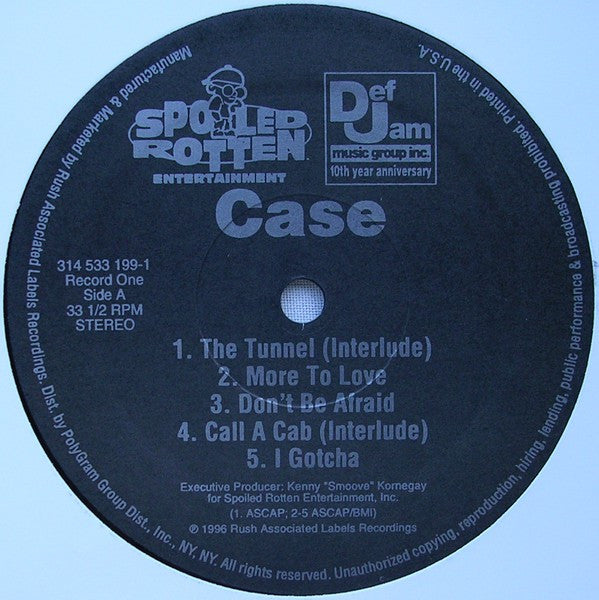 SPOILED
ROTTEN
ENTERTAINMENT
Def
Jam
music group inc.
10th year anniversary
Case
314 533 199-1
Record One
Side A
33 1/2 RPM
STEREO
1. The Tunnel (Interlude)
2. More To Love
3. Don't Be Afraid
4. Call A Cab (Interlude)
5. I Gotcha
Executive Producer: Kenny "Smoove" Kornegay
for Spoiled Rotten Entertainment, Inc.
(1. ASCAP; 2-5 ASCAP/BMI)
℗ 1996 Rush Associated Labels Recordings
Manufactured & Marketed by Rush Associated Labels Recordings. Dist. by PolyGram Group Dist., Inc., NY, NY. All rights reserved. Unauthorized copying, reproduction, hiring, lending, public performance & broadcasting prohibited. Printed in the U.S.A.